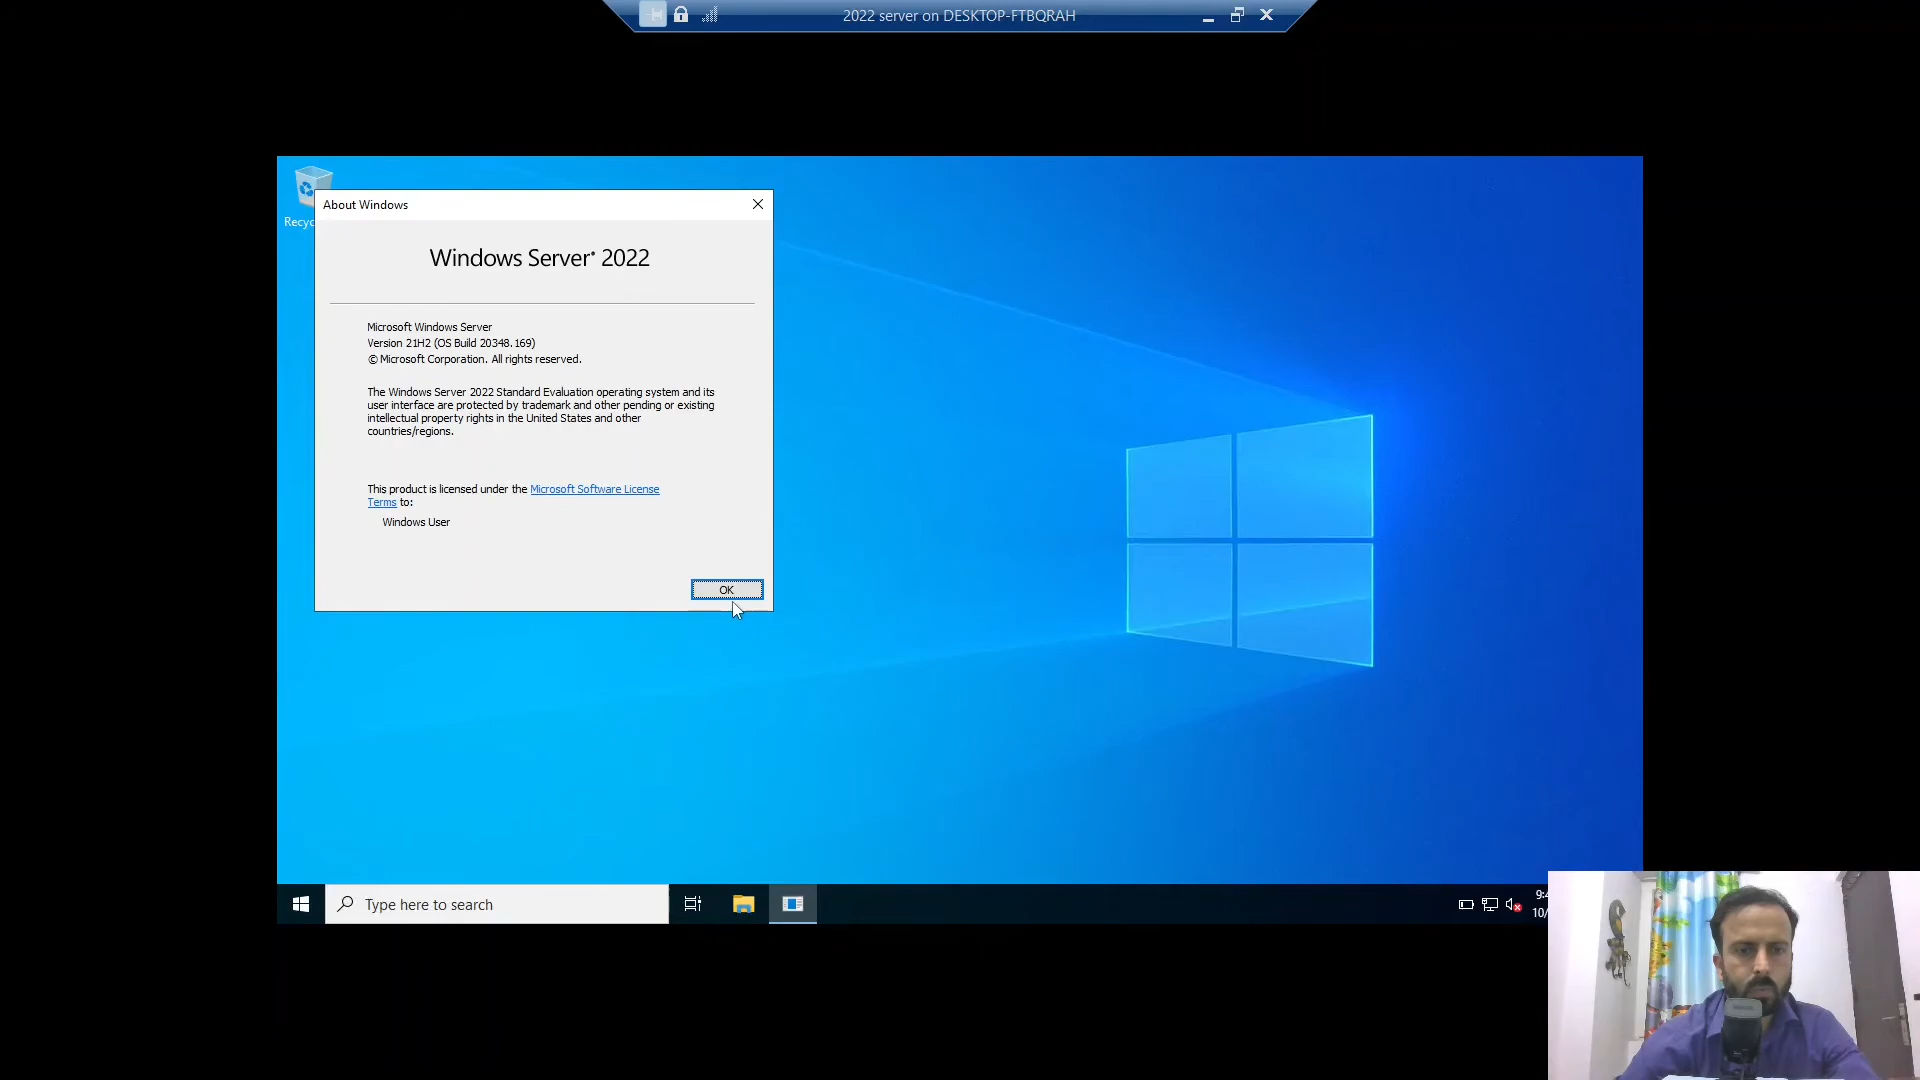 2022 server on DESKTOP-FTBQRAH
Recyc
About Windows
Windows Server® 2022
Microsoft Windows Server
Version 21H2 (OS Build 20348.169)
© Microsoft Corporation. All rights reserved.
The Windows Server 2022 Standard Evaluation operating system and its
user interface are protected by trademark and other pending or existing
intellectual property rights in the United States and other
countries/regions.
This product is licensed under the Microsoft Software License
Terms to:
Windows User
OK
Type here to search
9:4
10/